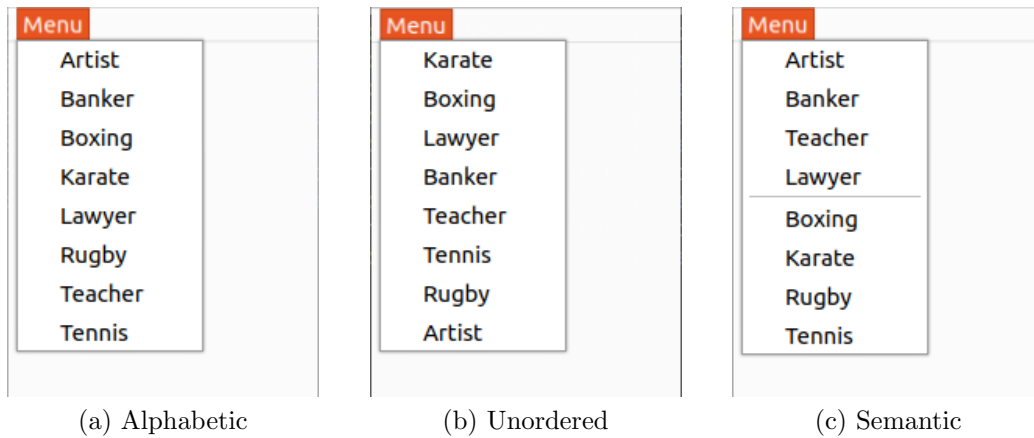 Menu
Artist
Banker
Boxing
Karate
Lawyer
Rugby
Teacher
Tennis
(a) Alphabetic
Menu
Karate
Boxing
Lawyer
Banker
Teacher
Tennis
Rugby
Artist
(b) Unordered
Menu
Artist
Banker
Teacher
Lawyer
Boxing
Karate
Rugby
Tennis
(c) Semantic